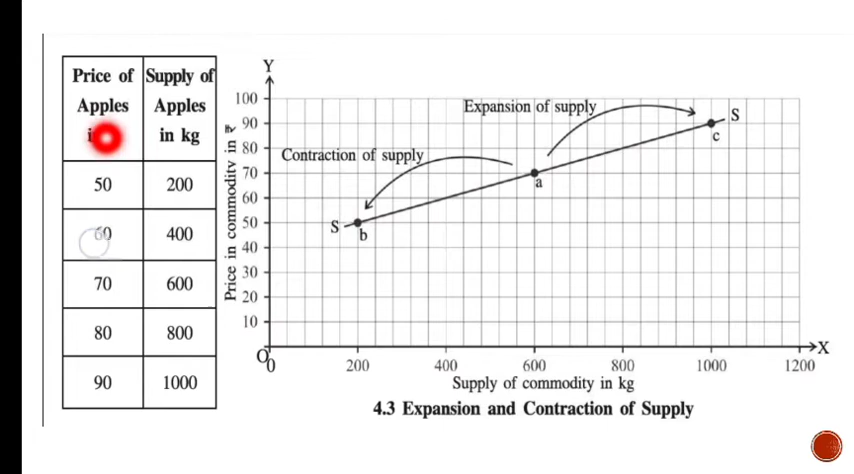 Price of Supply of
Apples Apples
in kg
50 200
60 400
70 600
80 800
90 1000
Y
100
90
80
70
60
50
40
30
20
10
Price in commodity in ₹
Expansion of supply
Contraction of supply
S
c
a
S
b
O
0 200 400 600 800 1000 1200
X
Supply of commodity in kg
4.3 Expansion and Contraction of Supply